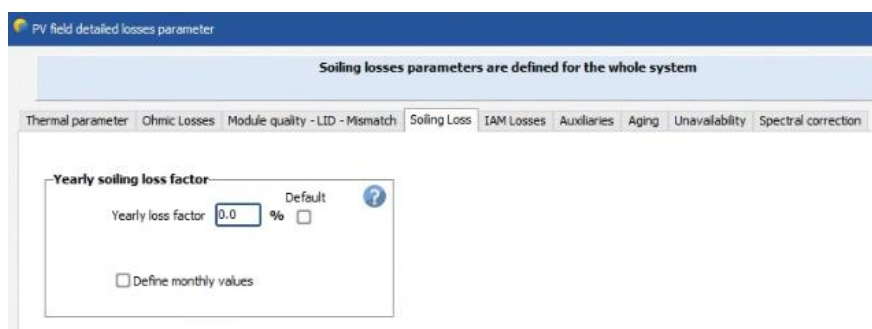 PV field detailed losses parameter
Soiling losses parameters are defined for the whole system
Thermal parameter Ohmic Losses Module quality - LID - Mismatch Soiling Loss IAM Losses Auxiliaries Aging Unavailability Spectral correction
Yearly soiling loss factor
Default
?
Yearly loss factor 0.0 %
Define monthly values